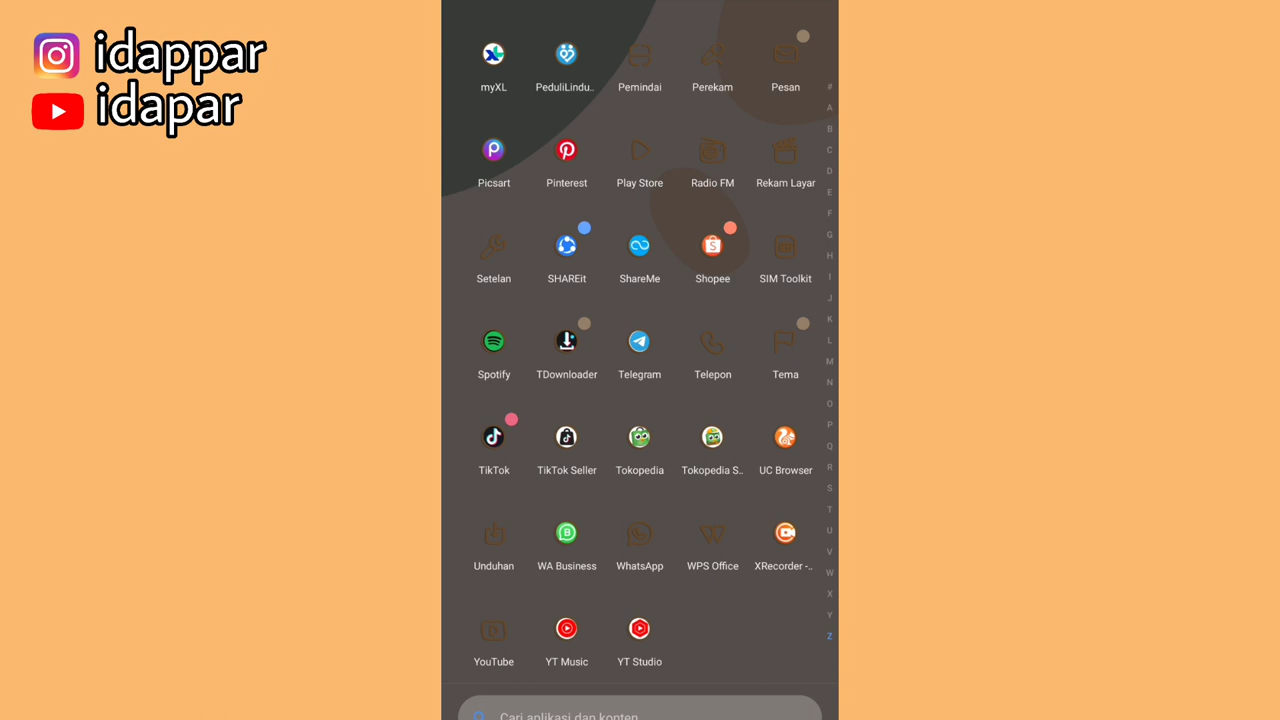 idappar
idapar
myXL PeduliLindu.. Pemindai Perekam Pesan
Picsart Pinterest Play Store Radio FM Rekam Layar
Setelan SHAREit ShareMe Shopee SIM Toolkit
Spotify TDownloader Telegram Telepon Tema
TikTok TikTok Seller Tokopedia Tokopedia S.. UC Browser
Unduhan WA Business WhatsApp WPS Office XRecorder -..
YouTube YT Music YT Studio
Cari aplikasi dan konten
#
A
B
C
D
E
F
G
H
I
J
K
L
M
N
O
P
Q
R
S
T
U
V
W
X
Y
Z